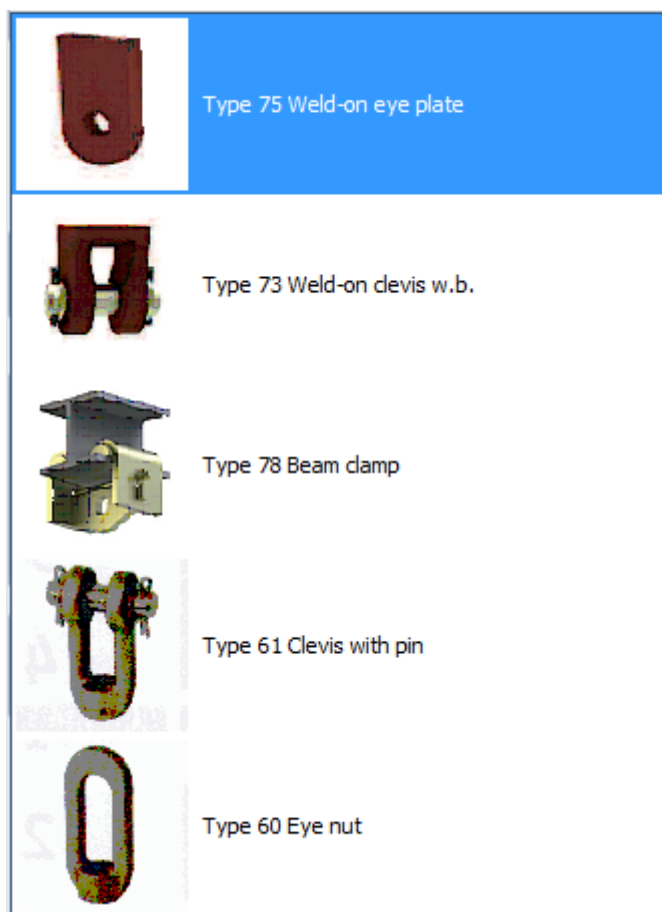 Type 75 Weld-on eye plate
Type 73 Weld-on clevis w.b.
Type 78 Beam clamp
Type 61 Clevis with pin
Type 60 Eye nut